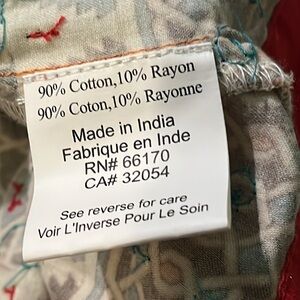 90% Cotton,10% Rayon
90% Coton,10% Rayonne
Made in India
Fabrique en Inde
RN# 66170
CA# 32054
See reverse for care
Voir L'Inverse Pour Le Soin